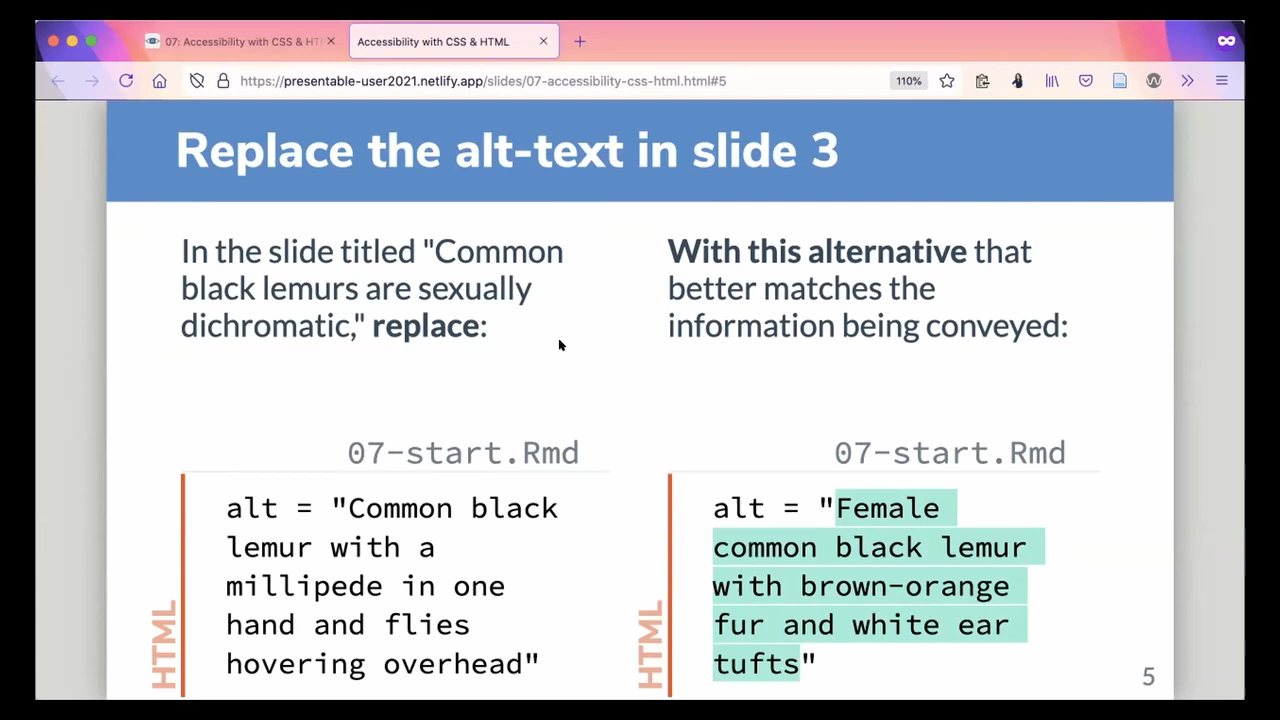 07: Accessibility with CSS & HT
Accessibility with CSS & HTML
https://presentable-user2021.netlify.app/slides/07-accessibility-css-html.html#5
110%
Replace the alt-text in slide 3
In the slide titled "Common
black lemurs are sexually
dichromatic," replace:
07-start.Rmd
alt = "Common black
lemur with a
millipede in one
hand and flies
hovering overhead"
HTML
With this alternative that
better matches the
information being conveyed:
07-start.Rmd
alt = "Female
common black lemur
with brown-orange
fur and white ear
tufts"
HTML
5